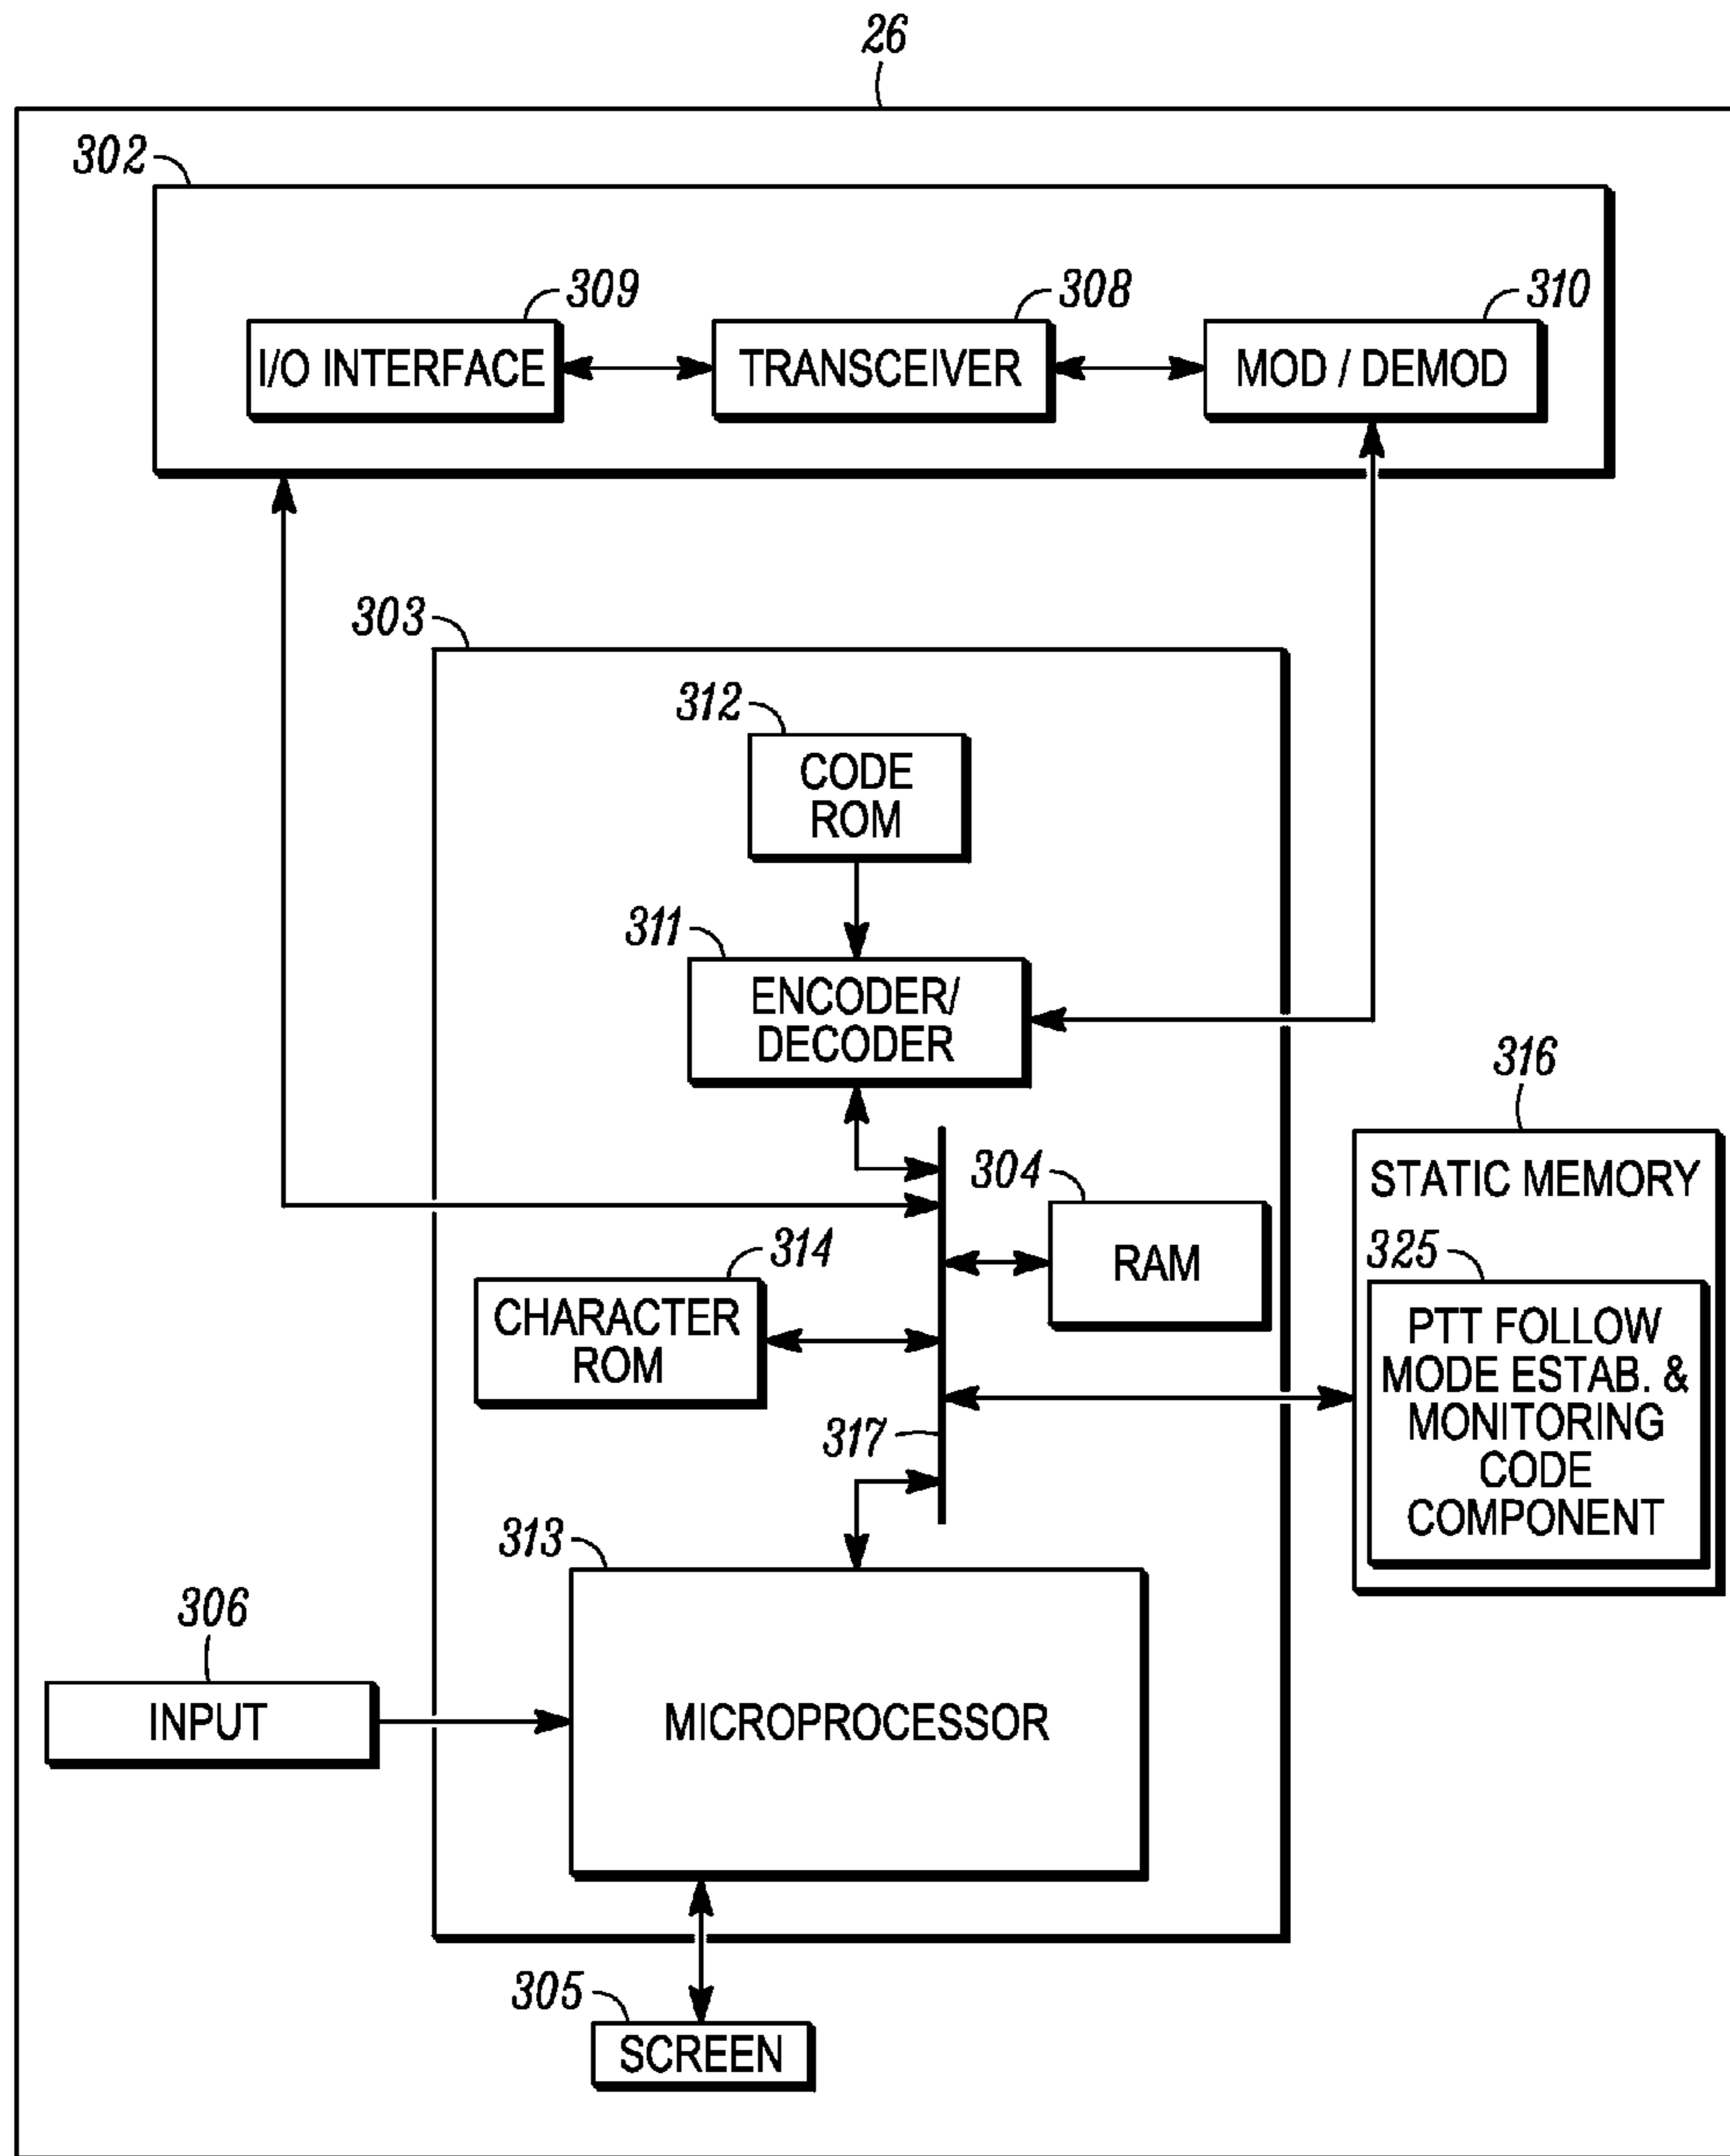 26
302
309
308
310
I/O INTERFACE
TRANSCEIVER
MOD / DEMOD
303
312
CODE
ROM
311
ENCODER/
DECODER
316
STATIC MEMORY
304
RAM
314
CHARACTER
ROM
325
PTT FOLLOW
MODE ESTAB. &
MONITORING
CODE
COMPONENT
317
313
MICROPROCESSOR
306
INPUT
305
SCREEN